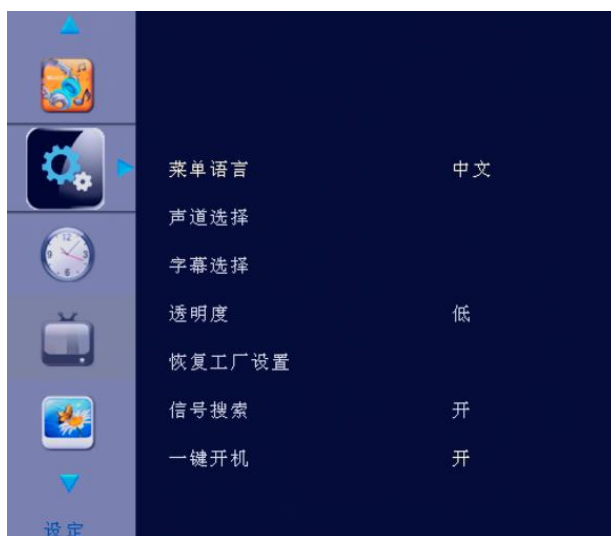 菜单语言 中文
声道选择
字幕选择
透明度 低
恢复工厂设置
信号搜索 开
一键开机 开
设定